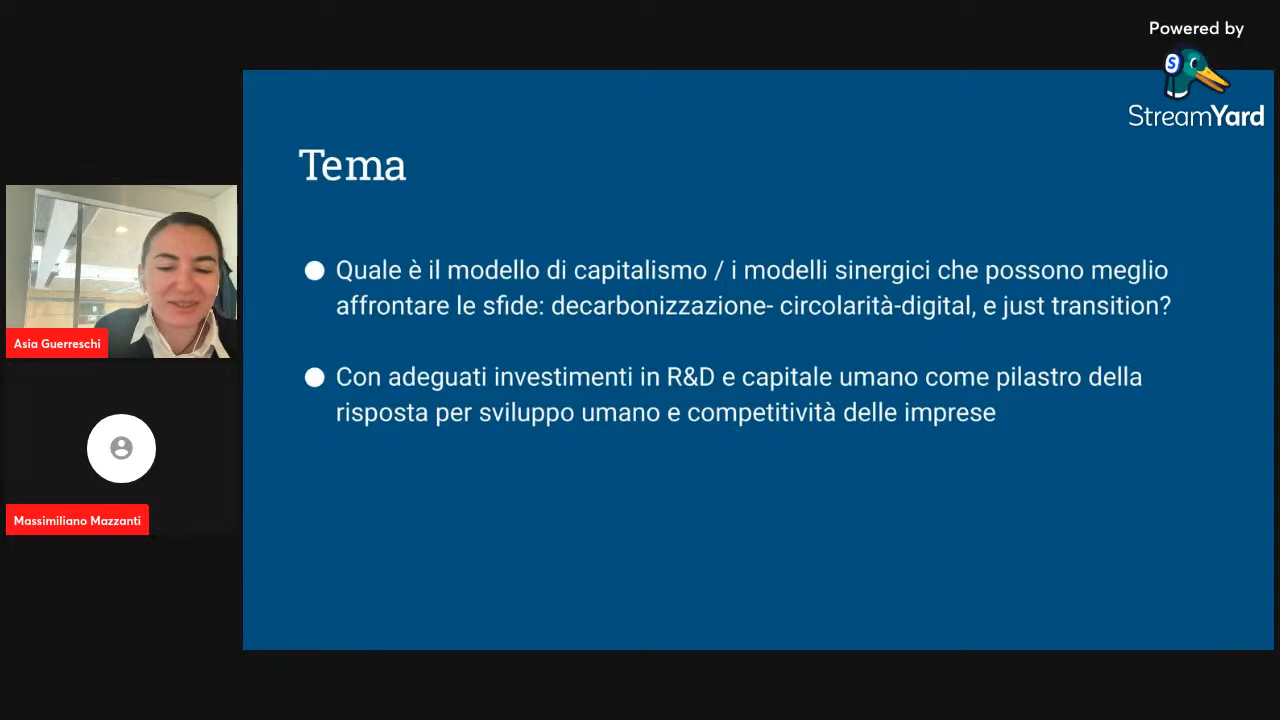 Powered by
S
StreamYard
Tema
Quale è il modello di capitalismo / i modelli sinergici che possono meglio
affrontare le sfide: decarbonizzazione- circolarità-digital, e just transition?
Con adeguati investimenti in R&D e capitale umano come pilastro della
risposta per sviluppo umano e competitività delle imprese
Asia Guerreschi
Massimiliano Mazzanti